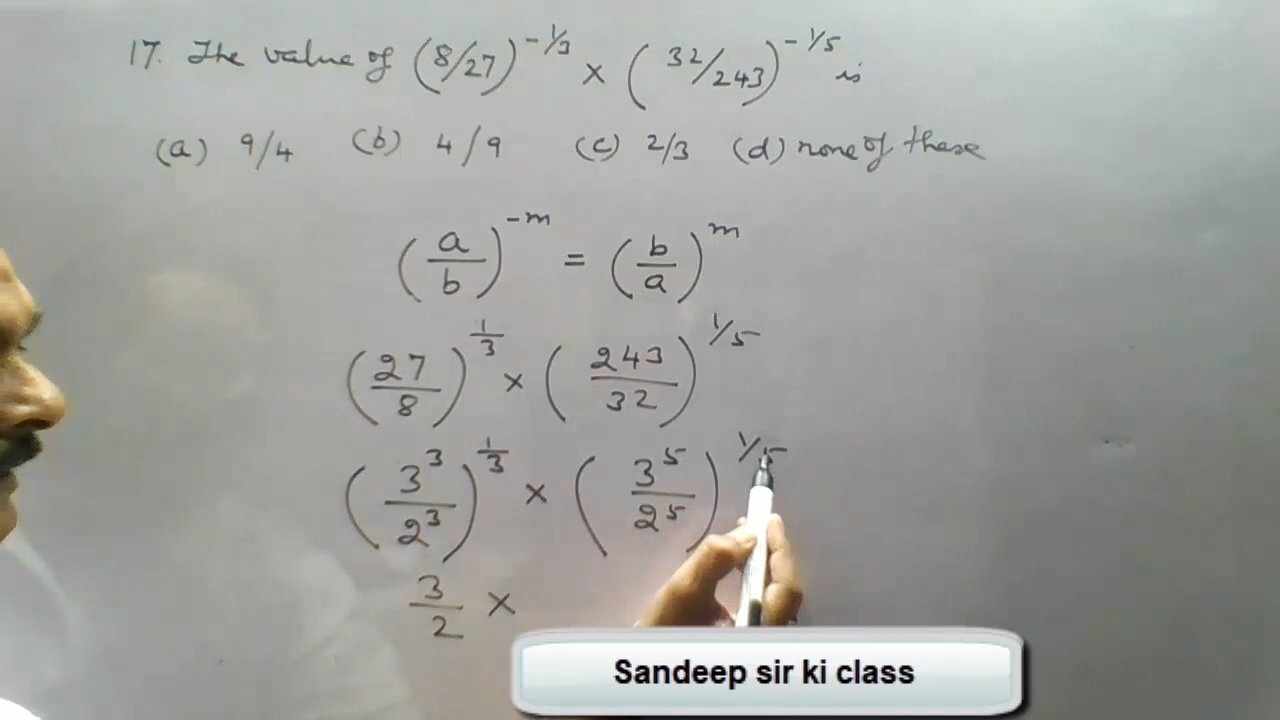 17. The value of (8/27)^{-1/3} × (32/243)^{-1/5} is
(a) 9/4 (b) 4/9 (c) 2/3 (d) none of these
(a/b)^{-m} = (b/a)^m
(27/8)^{1/3} × (243/32)^{1/5}
(3^3/2^3)^{1/3} × (3^5/2^5)^{1/5}
3/2 ×
Sandeep sir ki class